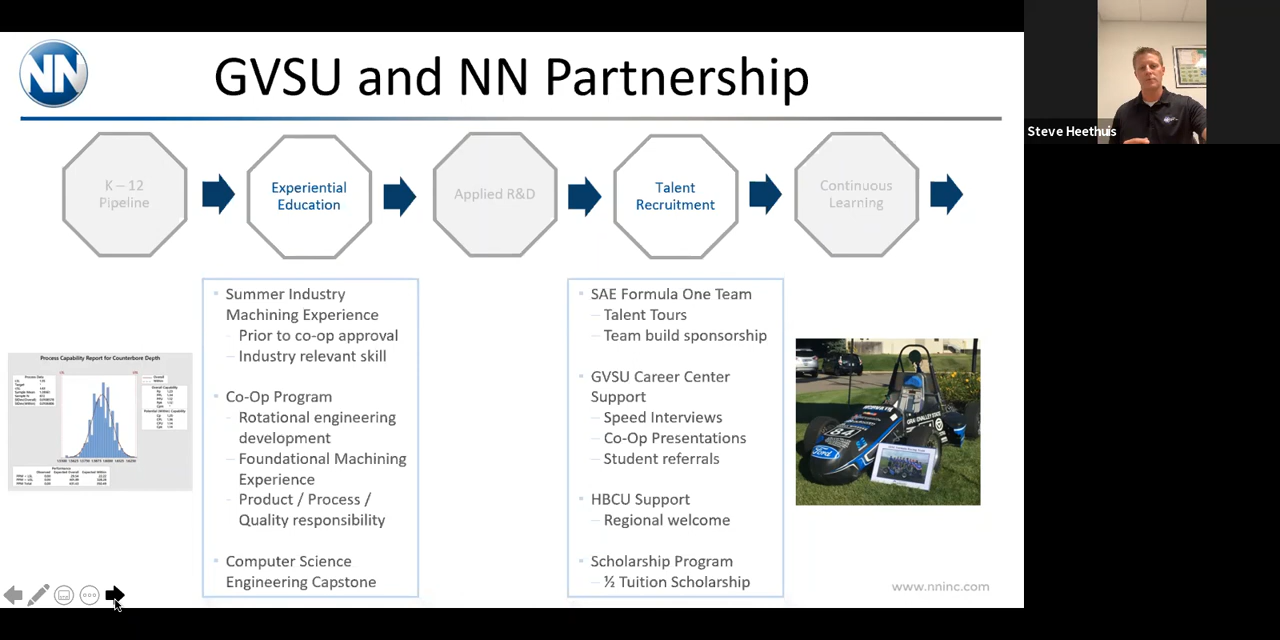 NN
GVSU and NN Partnership
K – 12
Pipeline
Experiential
Education
Applied R&D
Talent
Recruitment
Continuous
Learning
Summer Industry
Machining Experience
Prior to co-op approval
Industry relevant skill
Co-Op Program
Rotational engineering
development
Foundational Machining
Experience
Product / Process /
Quality responsibility
Computer Science
Engineering Capstone
SAE Formula One Team
Talent Tours
Team build sponsorship
GVSU Career Center
Support
Speed Interviews
Co-Op Presentations
Student referrals
HBCU Support
Regional welcome
Scholarship Program
½ Tuition Scholarship
Process Capability Report for Counterbore Depth
84
Ford
www.nninc.com
Steve Heethuis